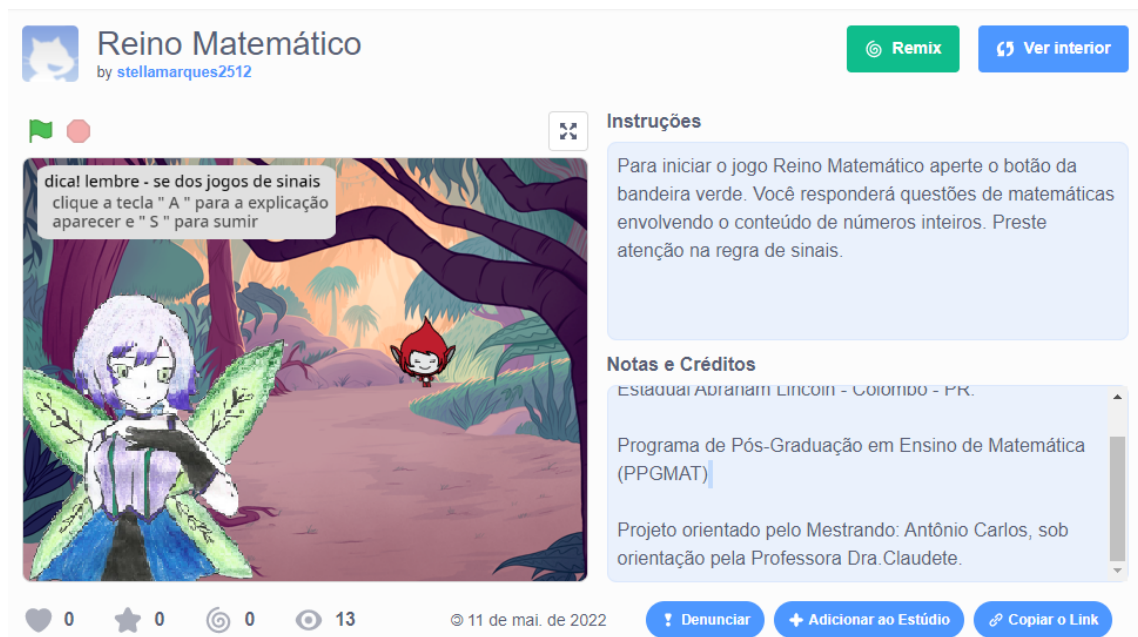 Reino Matemático
by stellamarques2512
Remix
Ver interior
dica! lembre - se dos jogos de sinais
clique a tecla " A " para a explicação
aparecer e " S " para sumir
Instruções
Para iniciar o jogo Reino Matemático aperte o botão da
bandeira verde. Você responderá questões de matemáticas
envolvendo o conteúdo de números inteiros. Preste
atenção na regra de sinais.
Notas e Créditos
Estadual Abraham Lincoln - Colombo - PR.
Programa de Pós-Graduação em Ensino de Matemática
(PPGMAT)
Projeto orientado pelo Mestrando: Antônio Carlos, sob
orientação pela Professora Dra.Claudete.
0 0 0 13
© 11 de mai. de 2022
Denunciar
Adicionar ao Estúdio
Copiar o Link